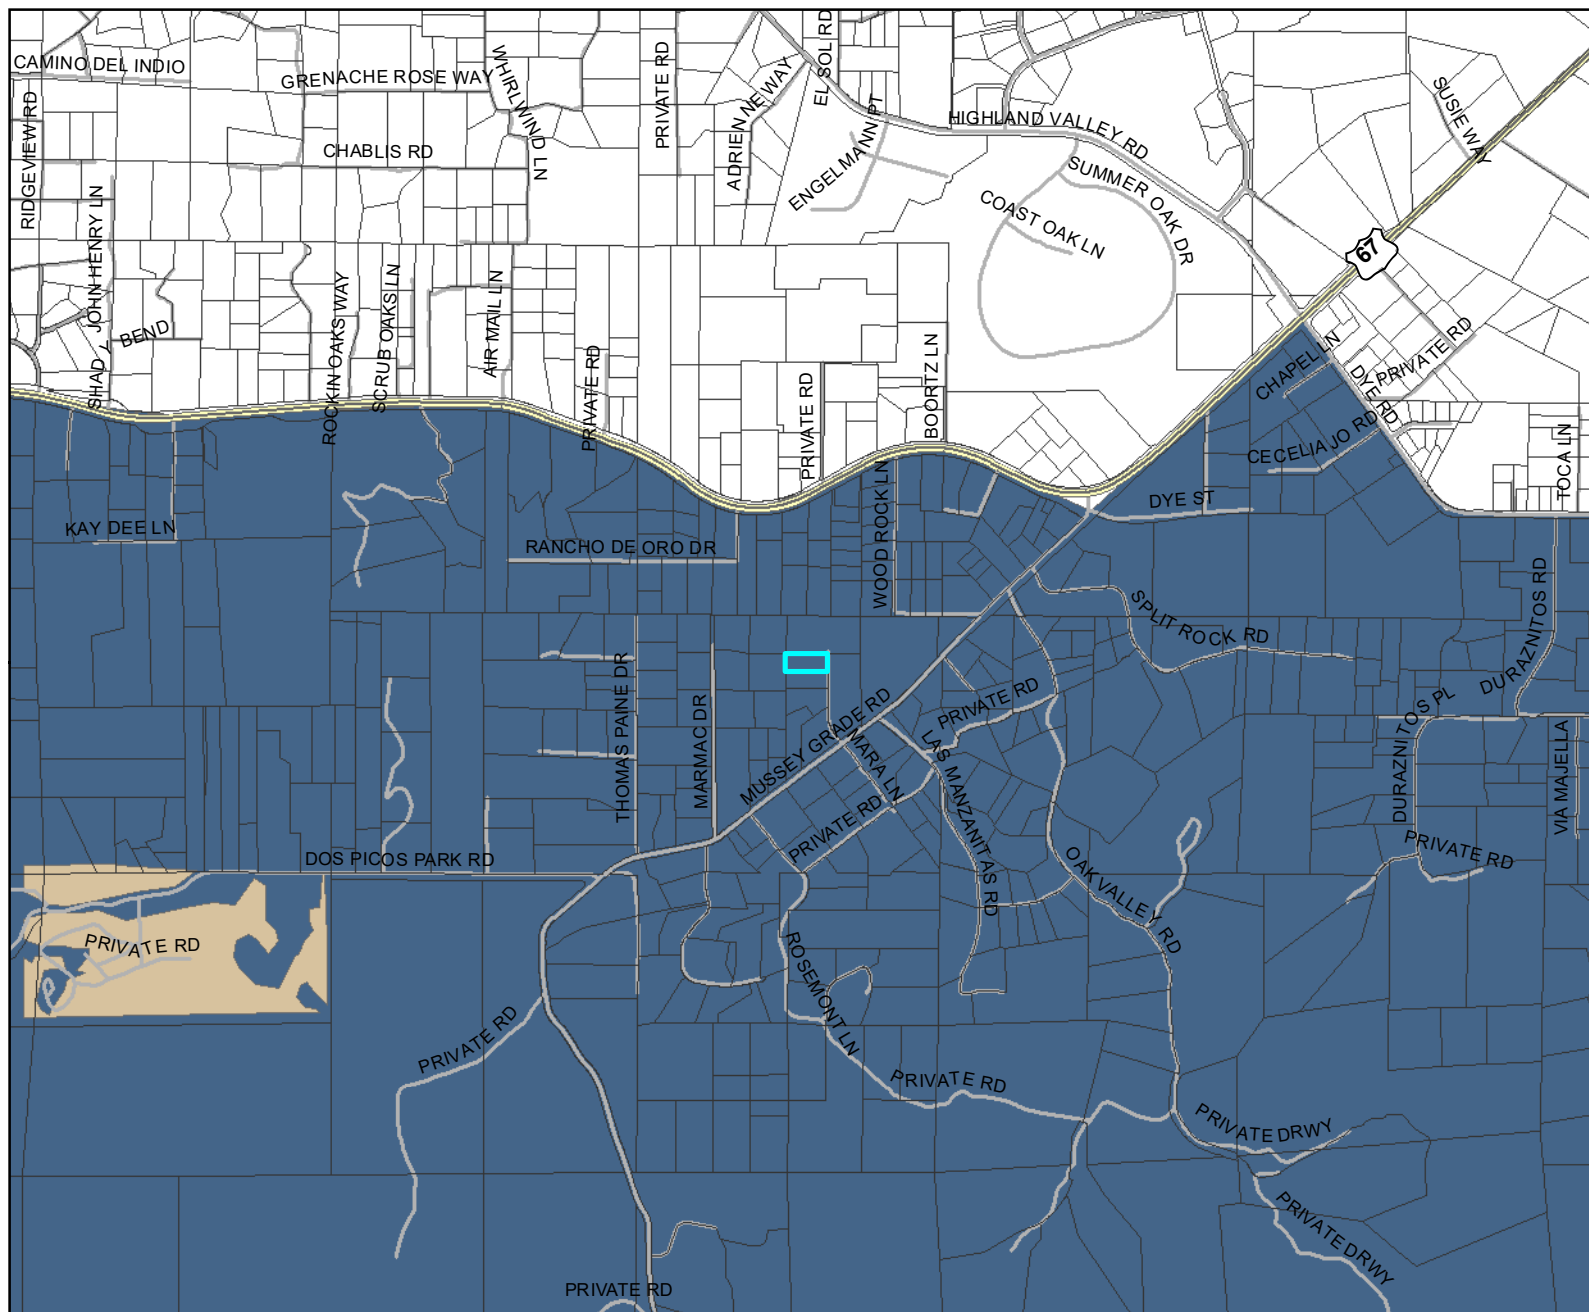 CAMINO DEL INDIO
GRENACHE ROSE WAY
WHIRLWIND LN
PRIVATE RD
EL SOL RD
ADRIENNE WAY
ENGELMANN PT
HIGHLAND VALLEY RD
SUSIE WAY
RIDGEVIEW RD
CHABLIS RD
JOHN HENRY LN
SUMMER OAK DR
COAST OAK LN
67
SHADY BEND
ROCKIN OAKS WAY
SCRUB OAKS LN
AIR MAIL LN
PRIVATE RD
PRIVATE RD
BOORTZ LN
CHAPEL LN
PRIVATE RD
DYE RD
CECELIA JO RD
TOCA LN
KAY DEE LN
RANCHO DE ORO DR
WOOD ROCK LN
DYE ST
SPLIT ROCK RD
DURAZNITOS RD
THOMAS PAINE DR
MARMAC DR
MUSSEY GRADE RD
PRIVATE RD
MARA LN
LAS MANZANITAS RD
PRIVATE RD
DURAZNITOS PL
DURAZNITOS RD
VIA MAJELLA
PRIVATE RD
DOS PICOS PARK RD
OAK VALLEY RD
PRIVATE RD
ROSEMONT LN
PRIVATE RD
PRIVATE RD
PRIVATE DRWY
PRIVATE DRWY
PRIVATE RD